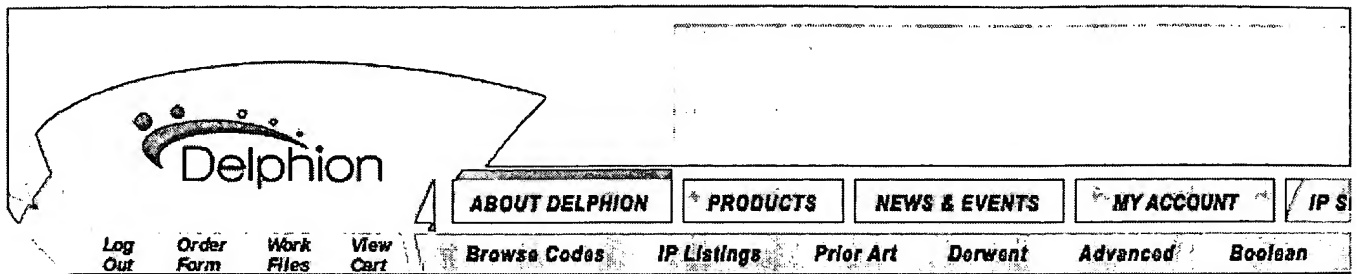 Delphion
ABOUT DELPHION PRODUCTS NEWS & EVENTS MY ACCOUNT IP S
Log Out Order Form Work Files View Cart Browse Codes IP Listings Prior Art Derwent Advanced Boolean